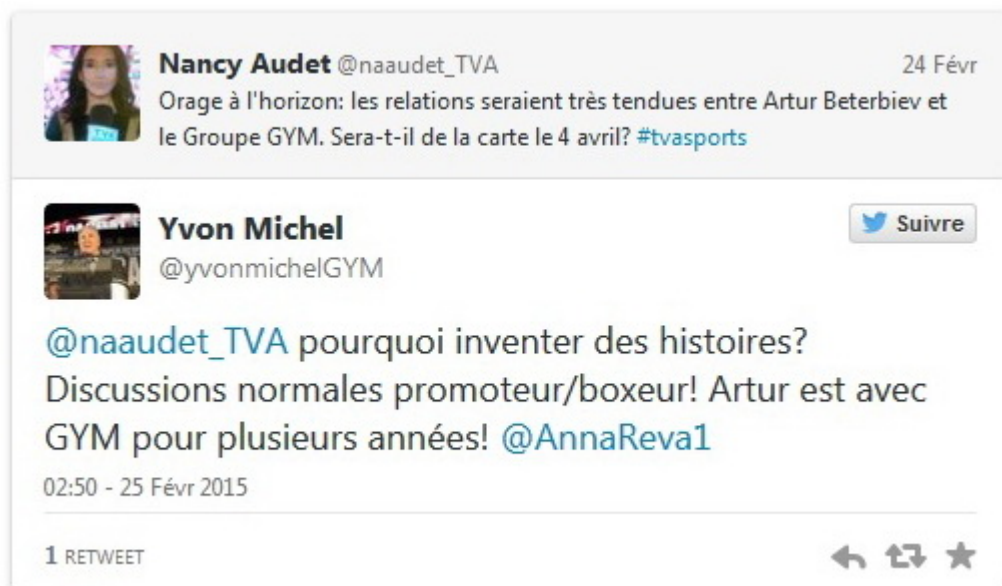 Nancy Audet @naaudet_TVA 24 Févr
Orage à l'horizon: les relations seraient très tendues entre Artur Beterbiev et
le Groupe GYM. Sera-t-il de la carte le 4 avril? #tvasports
Yvon Michel
@yvonmichelGYM
Suivre
@naaudet_TVA pourquoi inventer des histoires?
Discussions normales promoteur/boxeur! Artur est avec
GYM pour plusieurs années! @AnnaReva1
02:50 - 25 Févr 2015
1 RETWEET